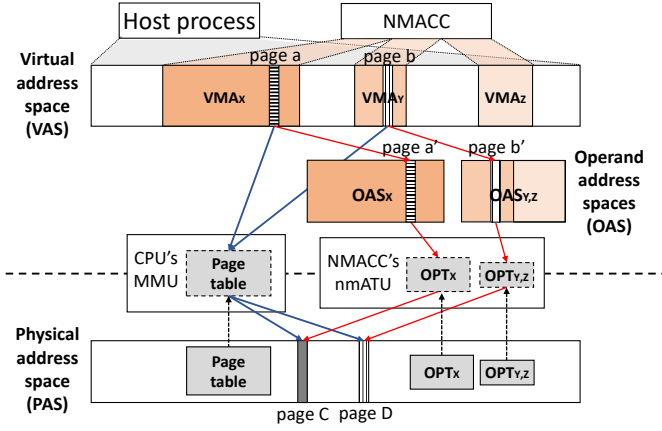 Host process
NMACC
Virtual
address
space
(VAS)
page a
page b
VMAX
VMAY
VMAZ
page a'
page b'
OASX
OASY,Z
Operand
address
spaces
(OAS)
CPU's
MMU
Page
table
NMACC's
nmATU
OPTX
OPTY,Z
Physical
address
space
(PAS)
Page
table
OPTX
OPTY,Z
page C
page D